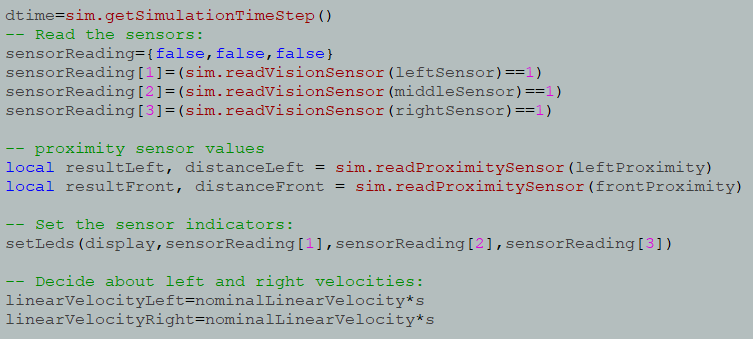 dtime=sim.getSimulationTimeStep()
-- Read the sensors:
sensorReading={false,false,false}
sensorReading[1]=(sim.readVisionSensor(leftSensor)==1)
sensorReading[2]=(sim.readVisionSensor(middleSensor)==1)
sensorReading[3]=(sim.readVisionSensor(rightSensor)==1)
-- proximity sensor values
local resultLeft, distanceLeft = sim.readProximitySensor(leftProximity)
local resultFront, distanceFront = sim.readProximitySensor(frontProximity)
-- Set the sensor indicators:
setLeds(display,sensorReading[1],sensorReading[2],sensorReading[3])
-- Decide about left and right velocities:
linearVelocityLeft=nominalLinearVelocity*s
linearVelocityRight=nominalLinearVelocity*s